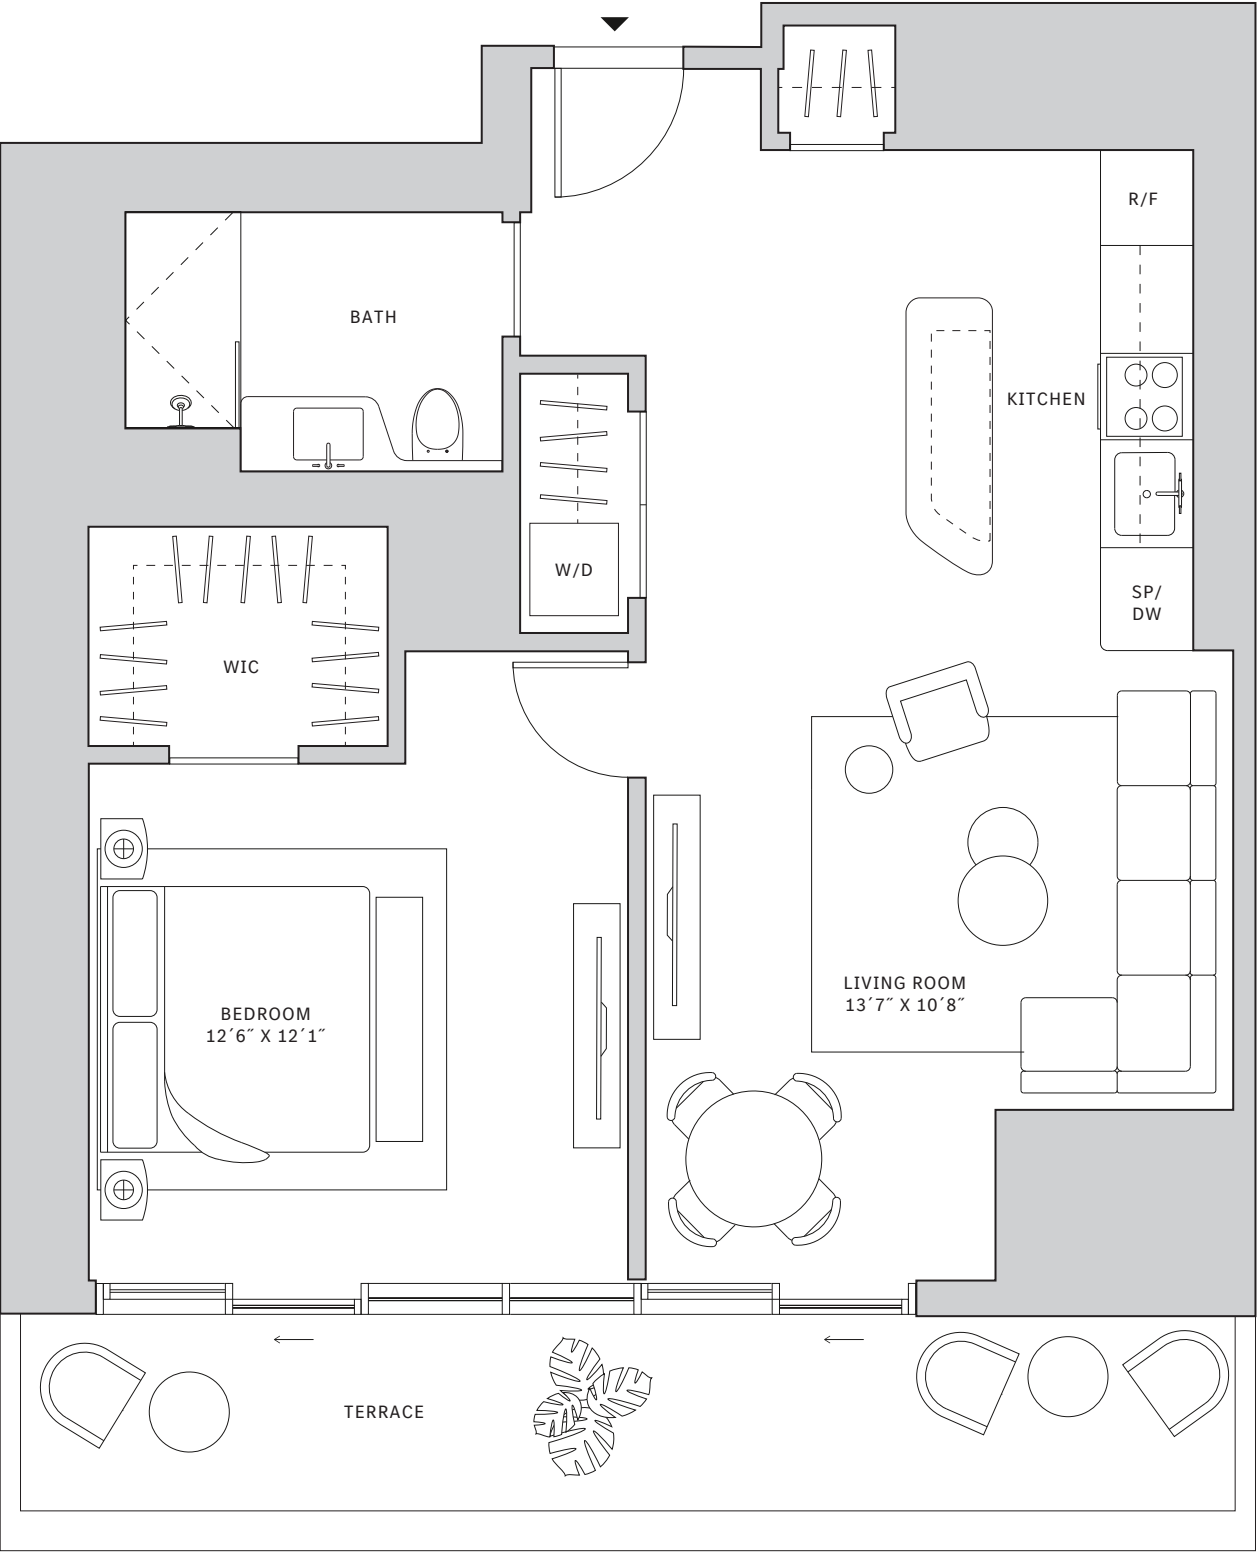 R/F
BATH
KITCHEN
W/D
SP/
DW
WIC
LIVING ROOM
13´7˝ X 10´8˝
BEDROOM
12´6˝ X 12´1˝
TERRACE